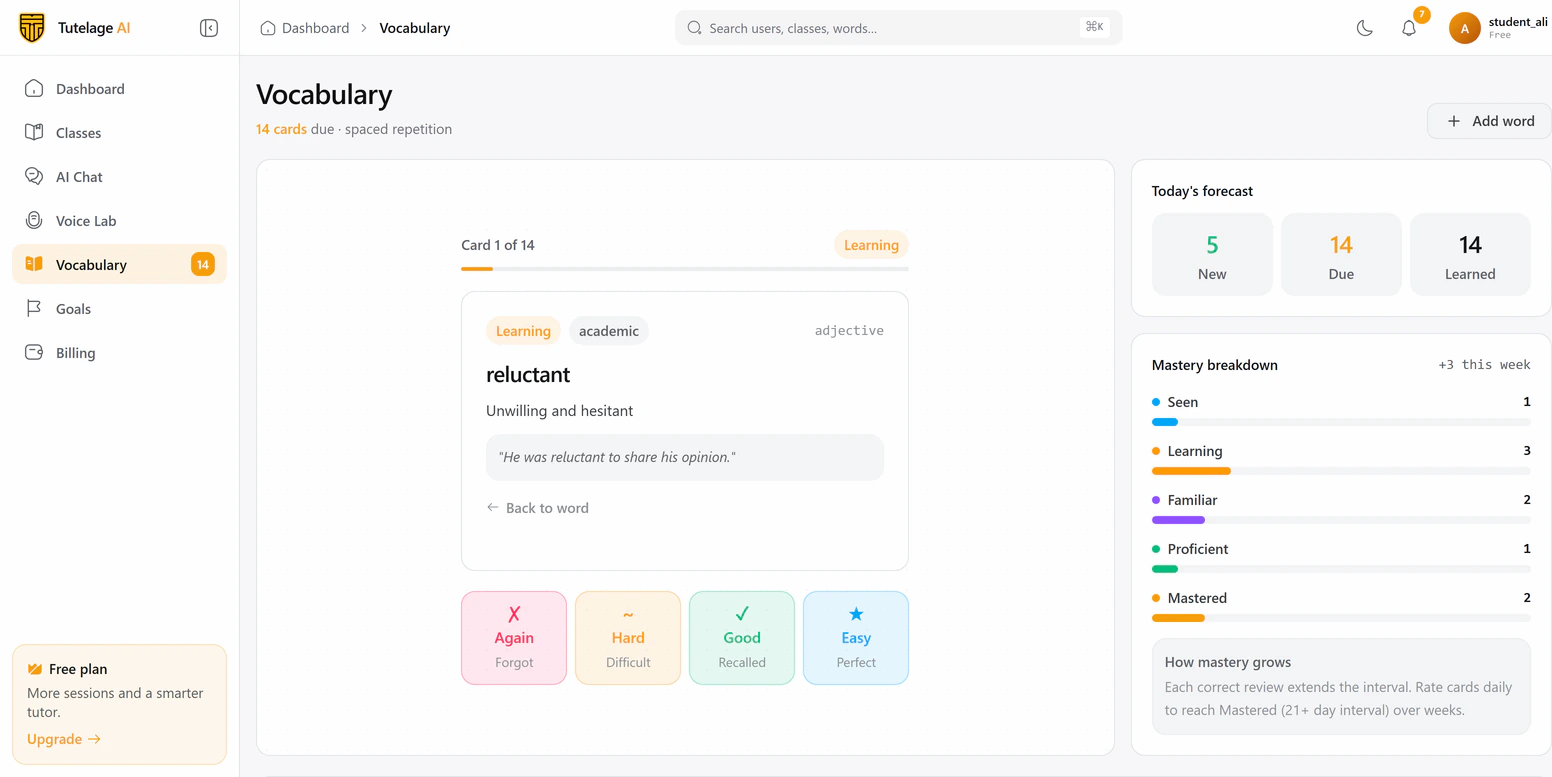 Tutelage AI
Dashboard
Classes
AI Chat
Voice Lab
Vocabulary 14
Goals
Billing
Free plan
More sessions and a smarter
tutor.
Upgrade →
Dashboard > Vocabulary
Search users, classes, words... ⌘K
7
A
student_ali
Free
Vocabulary
14 cards due · spaced repetition
+ Add word
Card 1 of 14 Learning
Learning academic adjective
reluctant
Unwilling and hesitant
"He was reluctant to share his opinion."
← Back to word
✗ ~ ✓ ★
Again Hard Good Easy
Forgot Difficult Recalled Perfect
Today's forecast
5 14 14
New Due Learned
Mastery breakdown +3 this week
Seen 1
Learning 3
Familiar 2
Proficient 1
Mastered 2
How mastery grows
Each correct review extends the interval. Rate cards daily
to reach Mastered (21+ day interval) over weeks.